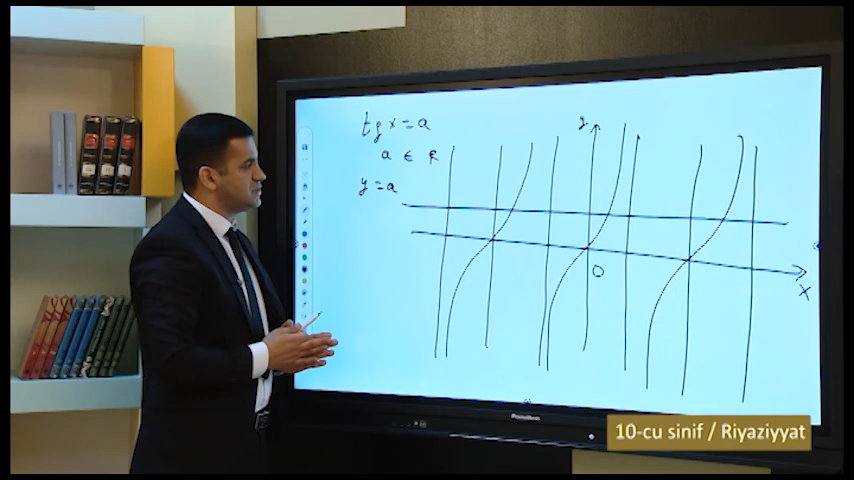 tg x = a
a ∈ R
y = a
y
O
x
10-cu sinif / Riyaziyyat